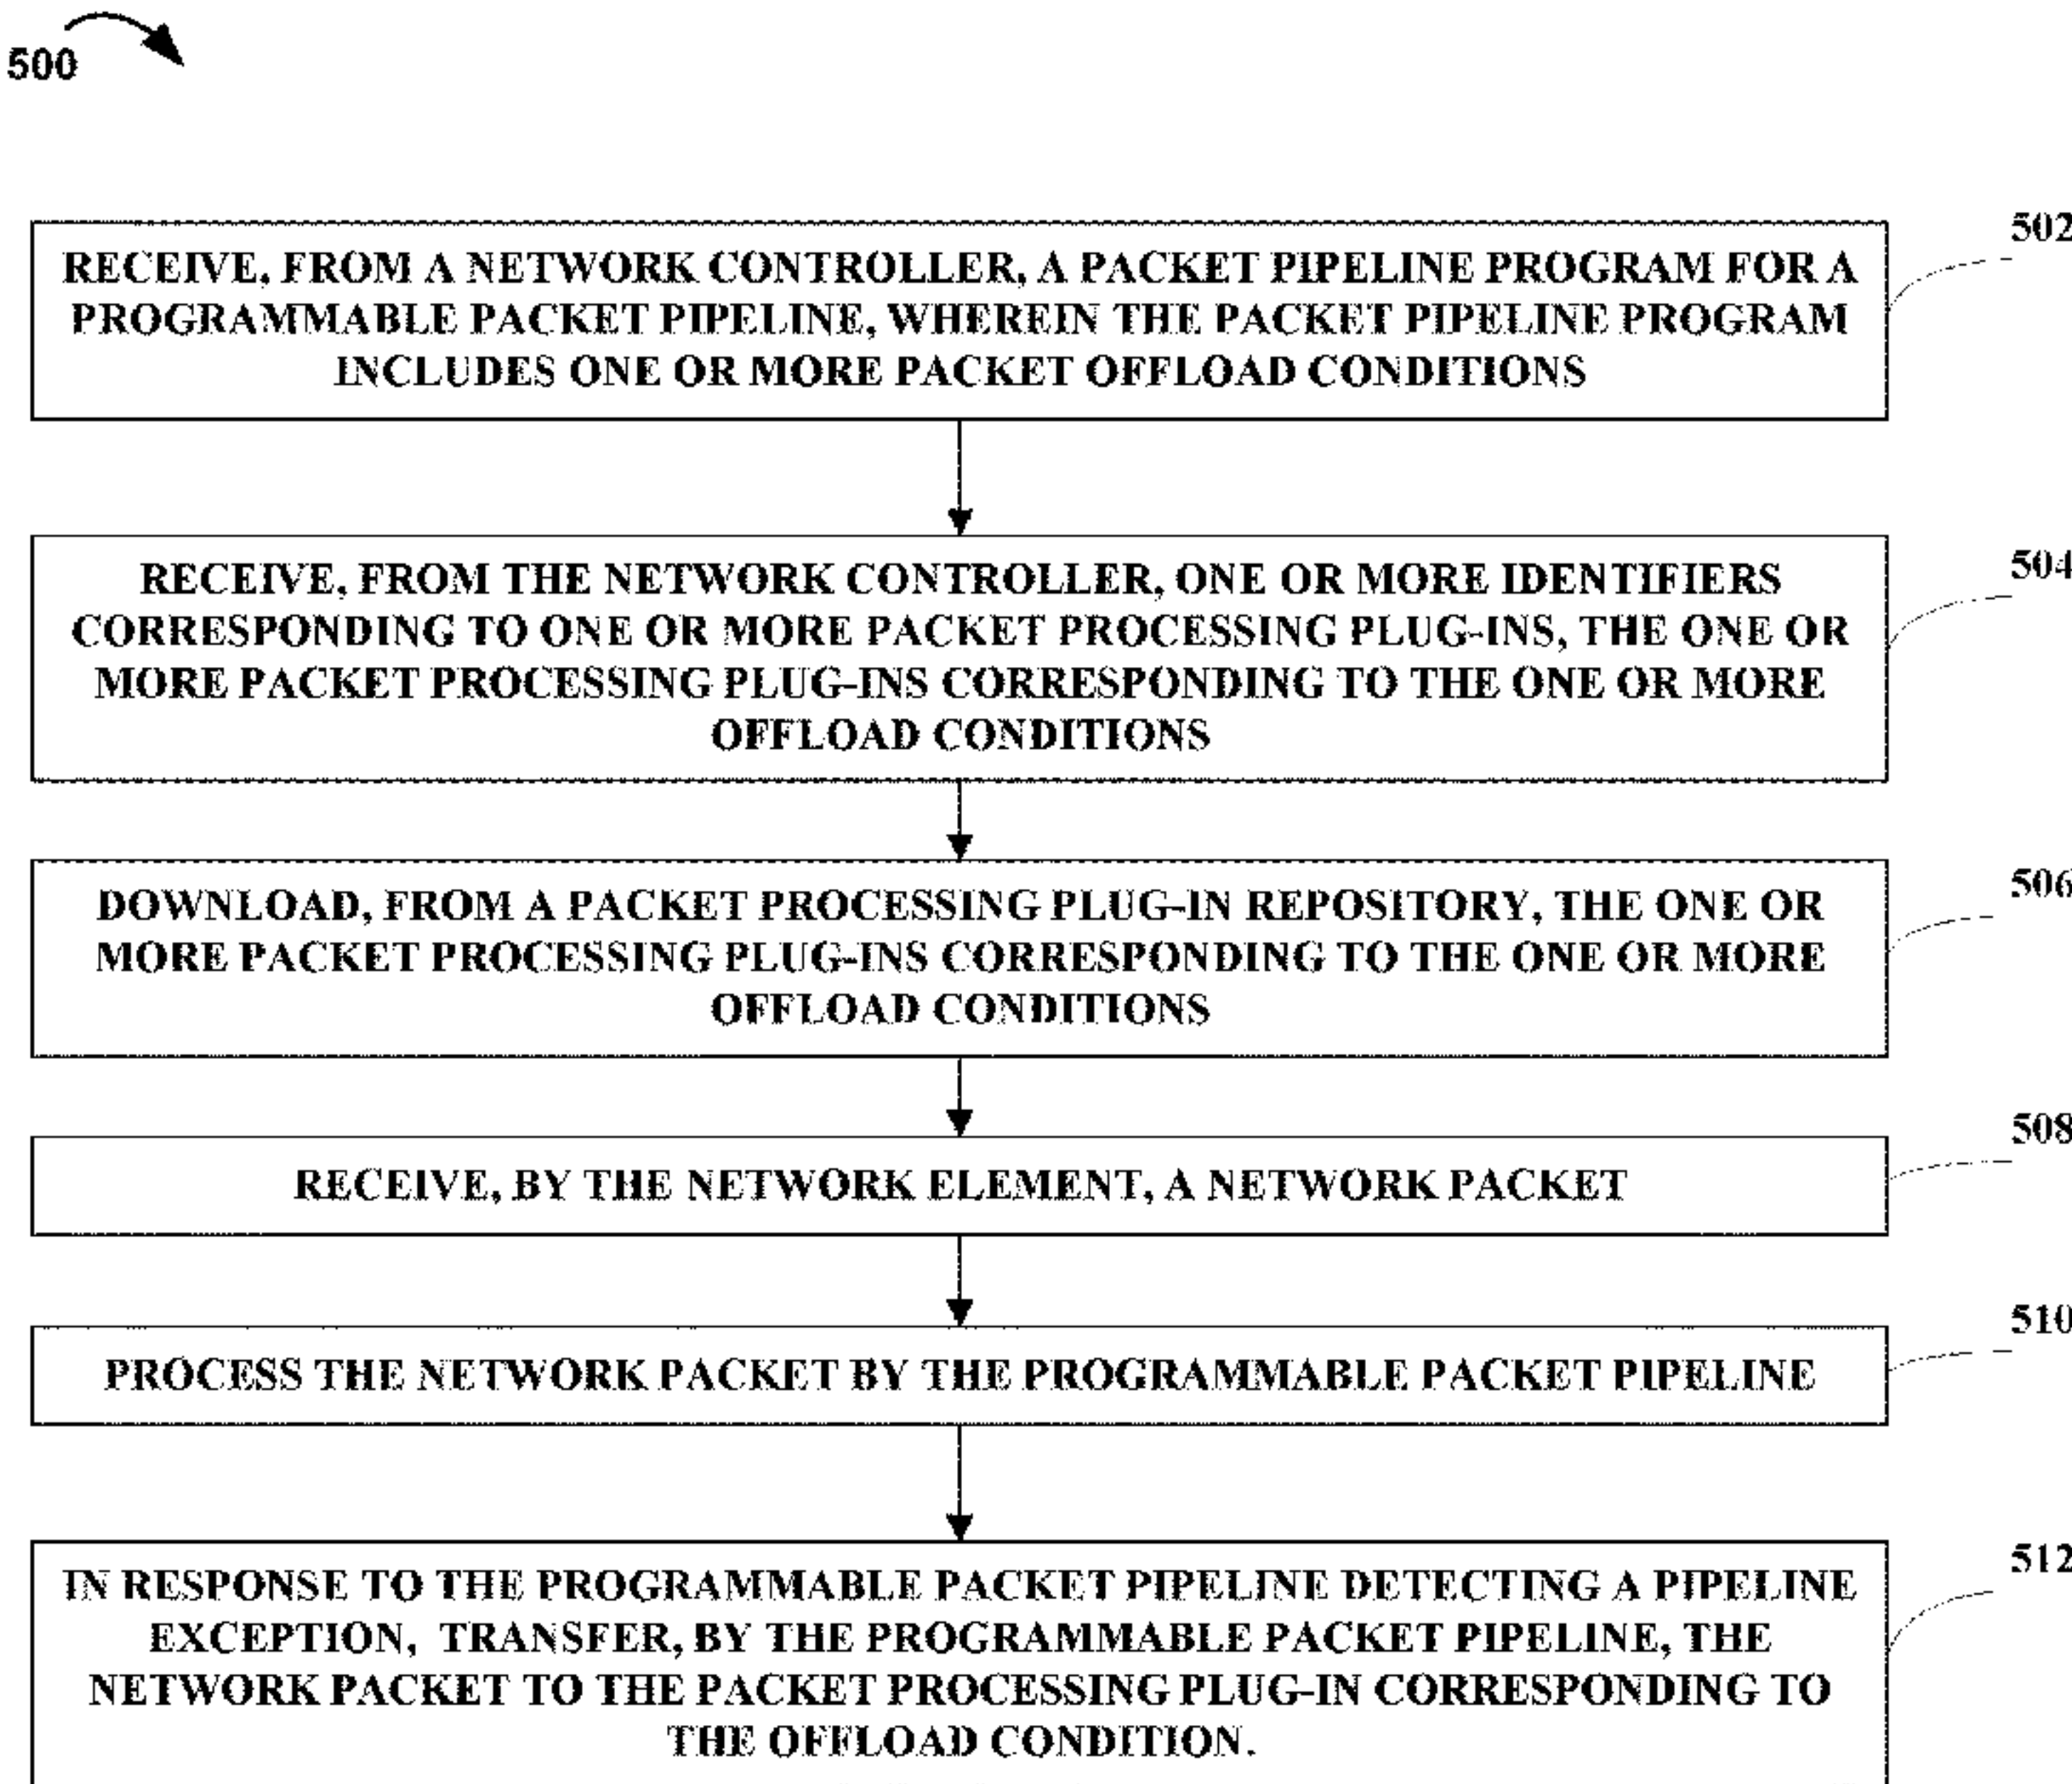 500
502
RECEIVE, FROM A NETWORK CONTROLLER, A PACKET PIPELINE PROGRAM FOR A
PROGRAMMABLE PACKET PIPELINE, WHEREIN THE PACKET PIPELINE PROGRAM
INCLUDES ONE OR MORE PACKET OFFLOAD CONDITIONS
504
RECEIVE, FROM THE NETWORK CONTROLLER, ONE OR MORE IDENTIFIERS
CORRESPONDING TO ONE OR MORE PACKET PROCESSING PLUG-INS, THE ONE OR
MORE PACKET PROCESSING PLUG-INS CORRESPONDING TO THE ONE OR MORE
OFFLOAD CONDITIONS
506
DOWNLOAD, FROM A PACKET PROCESSING PLUG-IN REPOSITORY, THE ONE OR
MORE PACKET PROCESSING PLUG-INS CORRESPONDING TO THE ONE OR MORE
OFFLOAD CONDITIONS
508
RECEIVE, BY THE NETWORK ELEMENT, A NETWORK PACKET
510
PROCESS THE NETWORK PACKET BY THE PROGRAMMABLE PACKET PIPELINE
512
IN RESPONSE TO THE PROGRAMMABLE PACKET PIPELINE DETECTING A PIPELINE
EXCEPTION, TRANSFER, BY THE PROGRAMMABLE PACKET PIPELINE, THE
NETWORK PACKET TO THE PACKET PROCESSING PLUG-IN CORRESPONDING TO
THE OFFLOAD CONDITION.